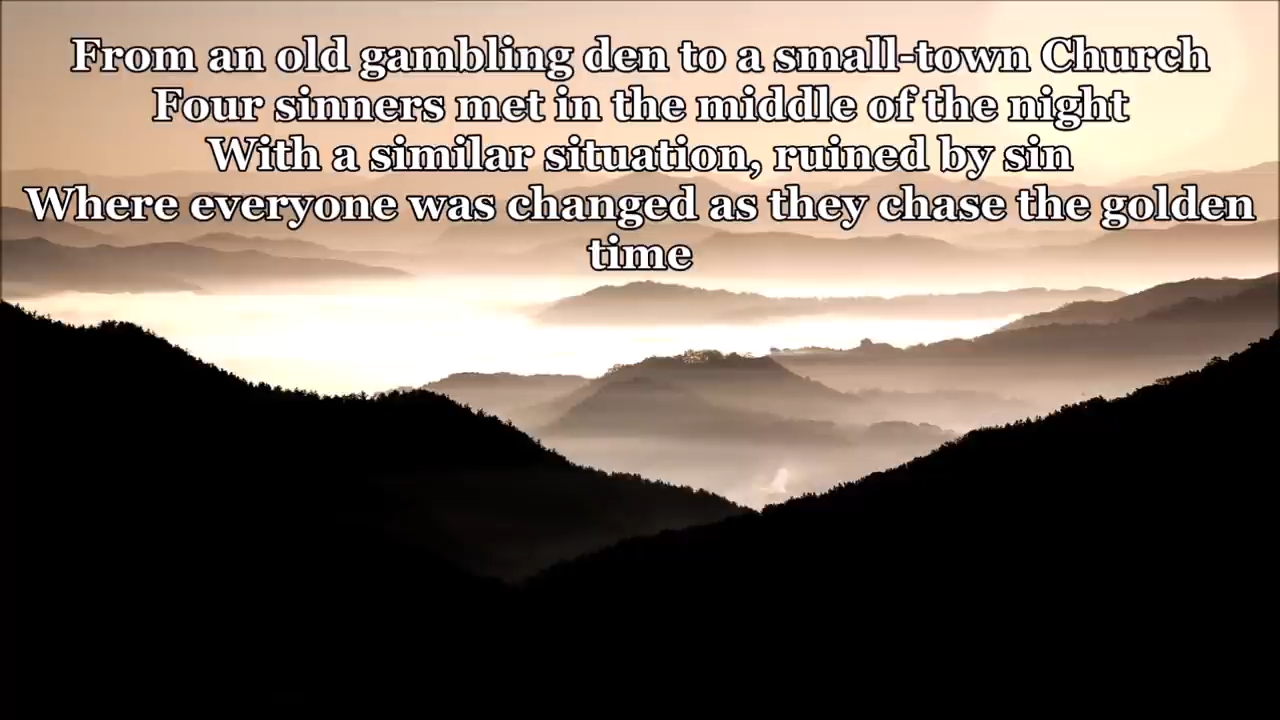 From an old gambling den to a small-town Church
Four sinners met in the middle of the night
With a similar situation, ruined by sin
Where everyone was changed as they chase the golden
time